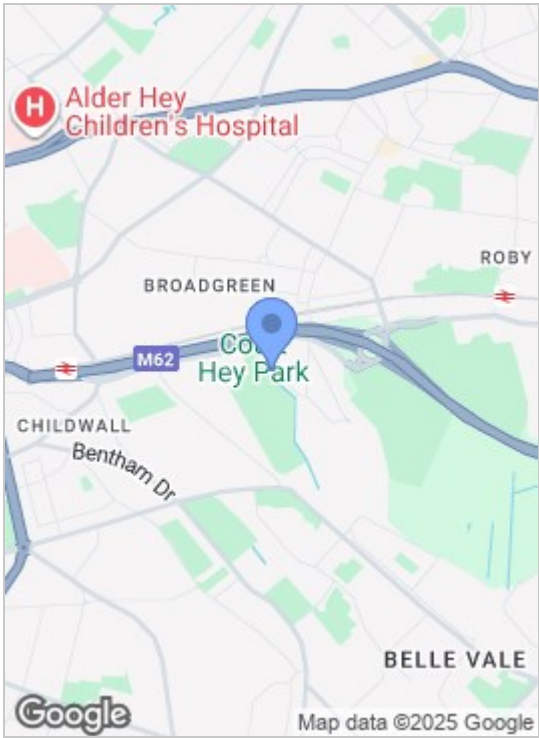 H
Alder Hey
Children's Hospital
ROBY
BROADGREEN
M62
Hey Park
CHILDWALL
Bentham Dr
BELLE VALE
Google
Map data ©2025 Google